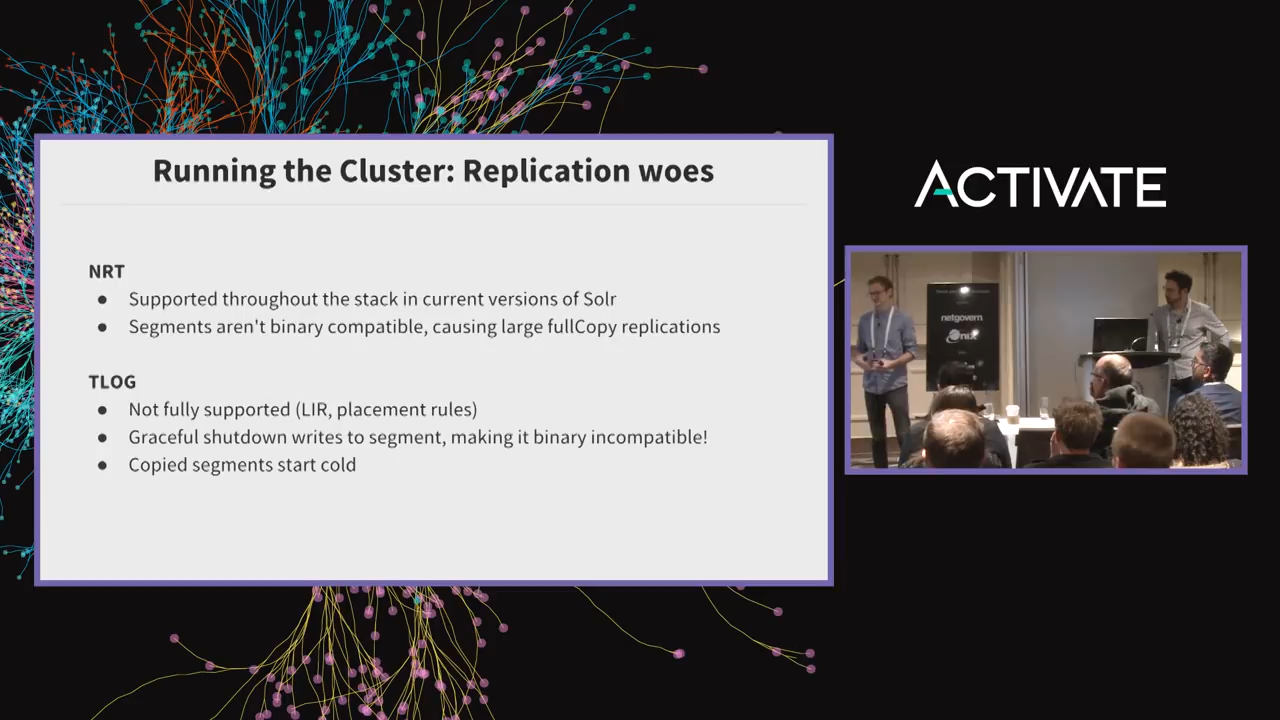 Running the Cluster: Replication woes
NRT
● Supported throughout the stack in current versions of Solr
● Segments aren't binary compatible, causing large fullCopy replications
TLOG
● Not fully supported (LIR, placement rules)
● Graceful shutdown writes to segment, making it binary incompatible!
● Copied segments start cold
ACTIVATE
netgovern